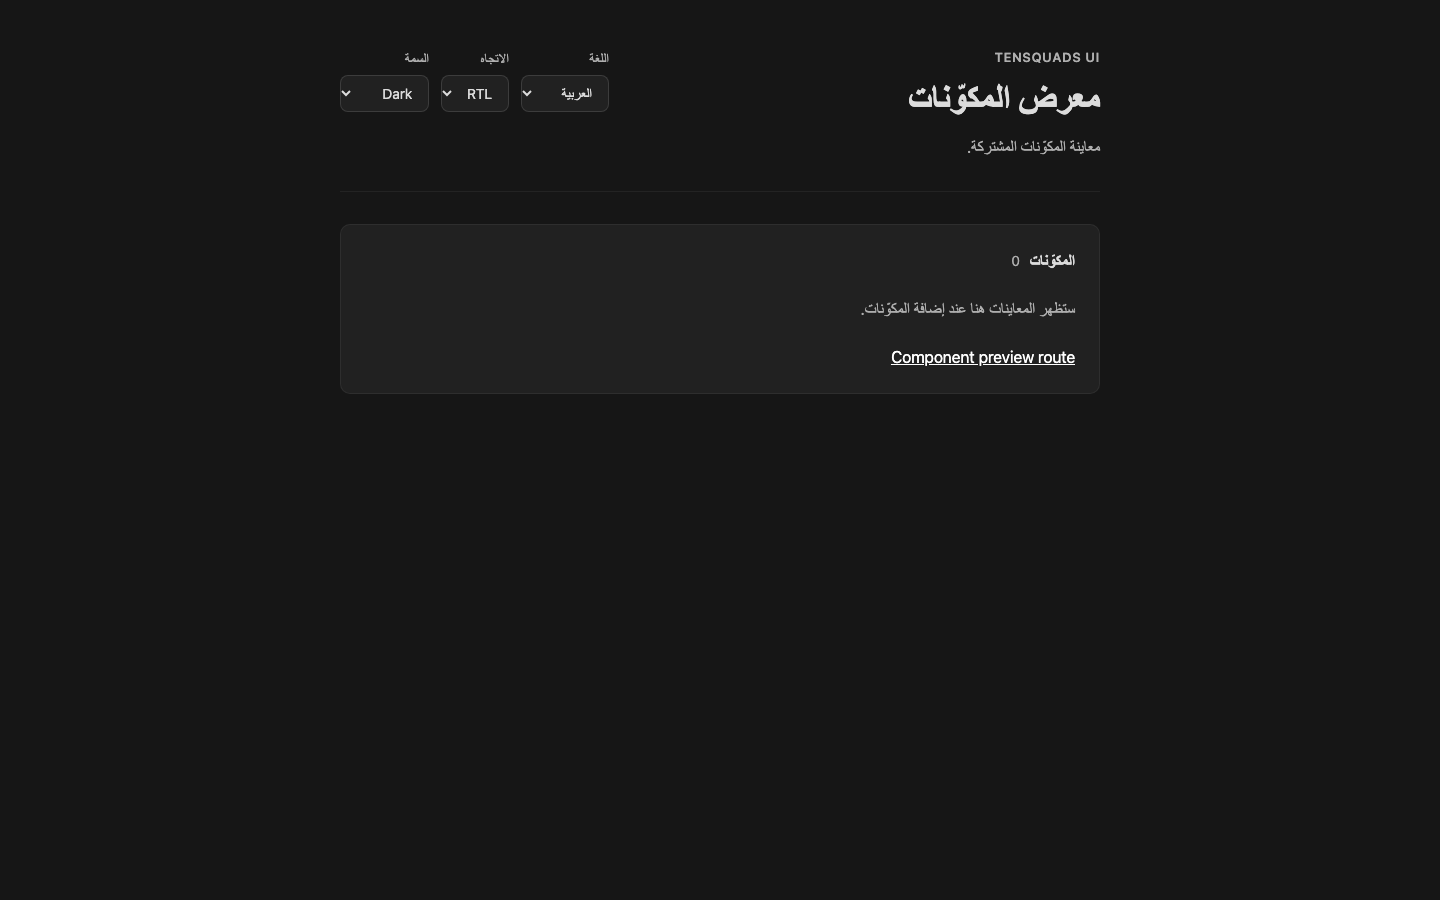 TENSQUADS UI
معرض المكوّنات
معاينة المكوّنات المشتركة.
اللغة
العربية
الاتجاه
RTL
السمة
Dark
المكوّنات 0
ستظهر المعاينات هنا عند إضافة المكوّنات.
Component preview route